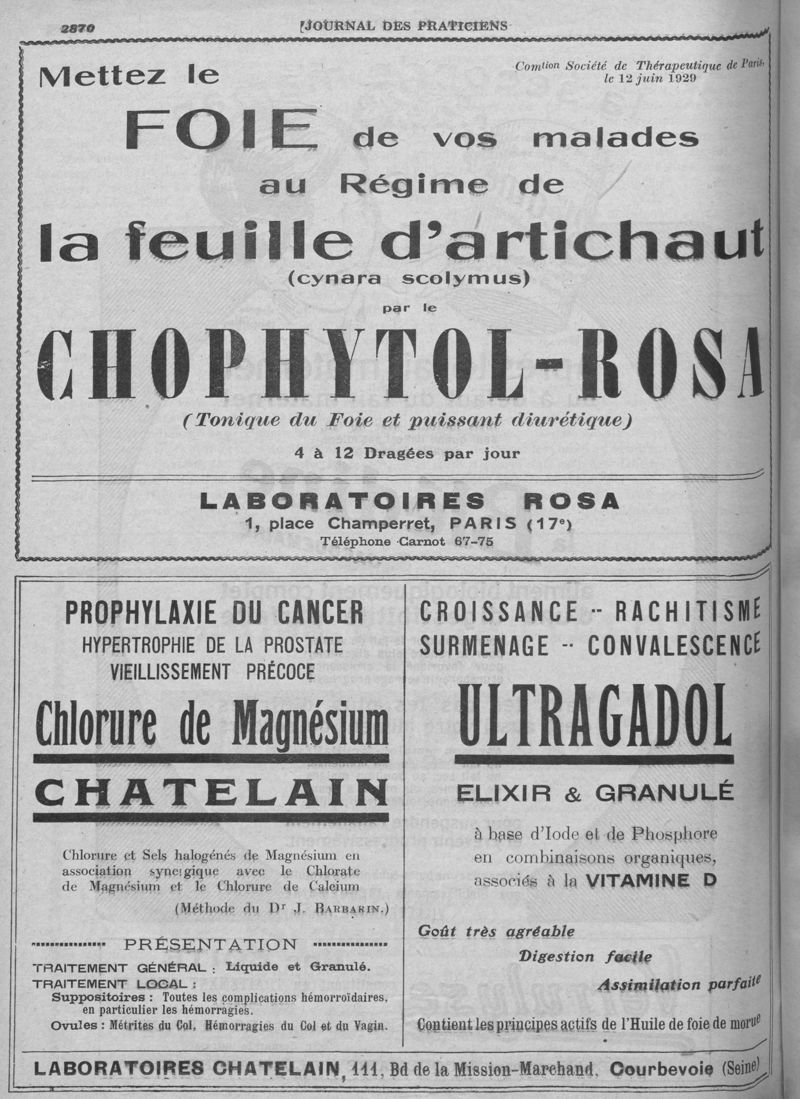 2870
JOURNAL DES PRATICIENS
Mettez le
Comtion Société de Thérapeutique de Paris,
le 12 juin 1929
FOIE de vos malades
au Régime de
la feuille d'artichaut
(cynara scolymus)
par le
CHOPHYTOL-ROSA
(Tonique du Foie et puissant diurétique)
4 à 12 Dragées par jour
LABORATOIRES ROSA
1, place Champerret, PARIS (17e)
Téléphone Carnot 67-75
PROPHYLAXIE DU CANCER
HYPERTROPHIE DE LA PROSTATE
VIEILLISSEMENT PRÉCOCE
Chlorure de Magnésium
CHATELAIN
Chlorure et Sels halogénés de Magnésium en
association synergique avec le Chlorate
de Magnésium et le Chlorure de Calcium
(Méthode du Dr J. BARBARIN.)
PRÉSENTATION
TRAITEMENT GÉNÉRAL : Liquide et Granulé.
TRAITEMENT LOCAL :
Suppositoires : Toutes les complications hémorroïdaires,
en particulier les hémorragies.
Ovules : Métrites du Col, Hémorragies du Col et du Vagin.
CROISSANCE -- RACHITISME
SURMENAGE -- CONVALESCENCE
ULTRAGADOL
ELIXIR & GRANULÉ
à base d'Iode et de Phosphore
en combinaisons organiques,
associés à la VITAMINE D
Goût très agréable
Digestion facile
Assimilation parfaite
Contient les principes actifs de l'Huile de foie de morue
LABORATOIRES CHATELAIN, 111, Bd de la Mission-Marchand, Courbevoie (Seine)